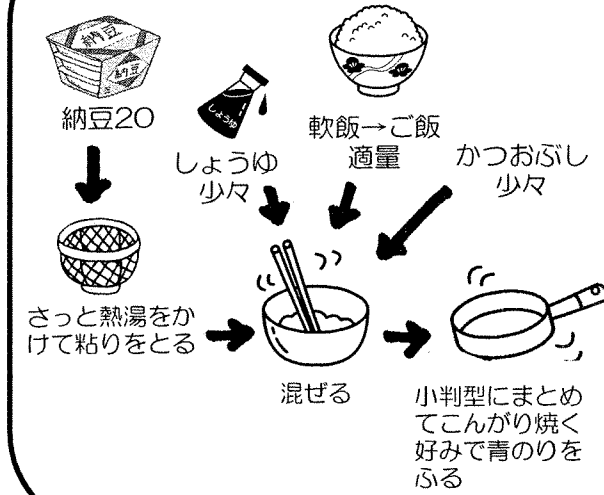 納豆
納豆
納豆20
しょうゆ
しょうゆ
少々
軟飯→ご飯
適量
かつおぶし
少々
さっと熱湯をか
けて粘りをとる
混ぜる
小判型にまとめ
てこんがり焼く
好みで青のりを
ふる